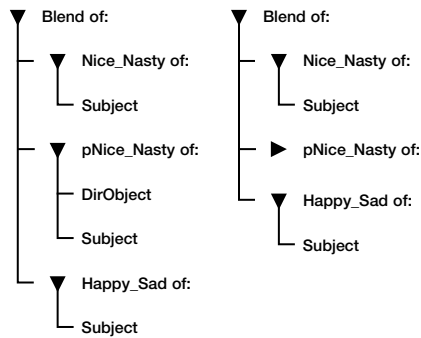 Blend of:
Nice_Nasty of:
Subject
pNice_Nasty of:
DirObject
Subject
Happy_Sad of:
Subject
Blend of:
Nice_Nasty of:
Subject
pNice_Nasty of:
Happy_Sad of:
Subject